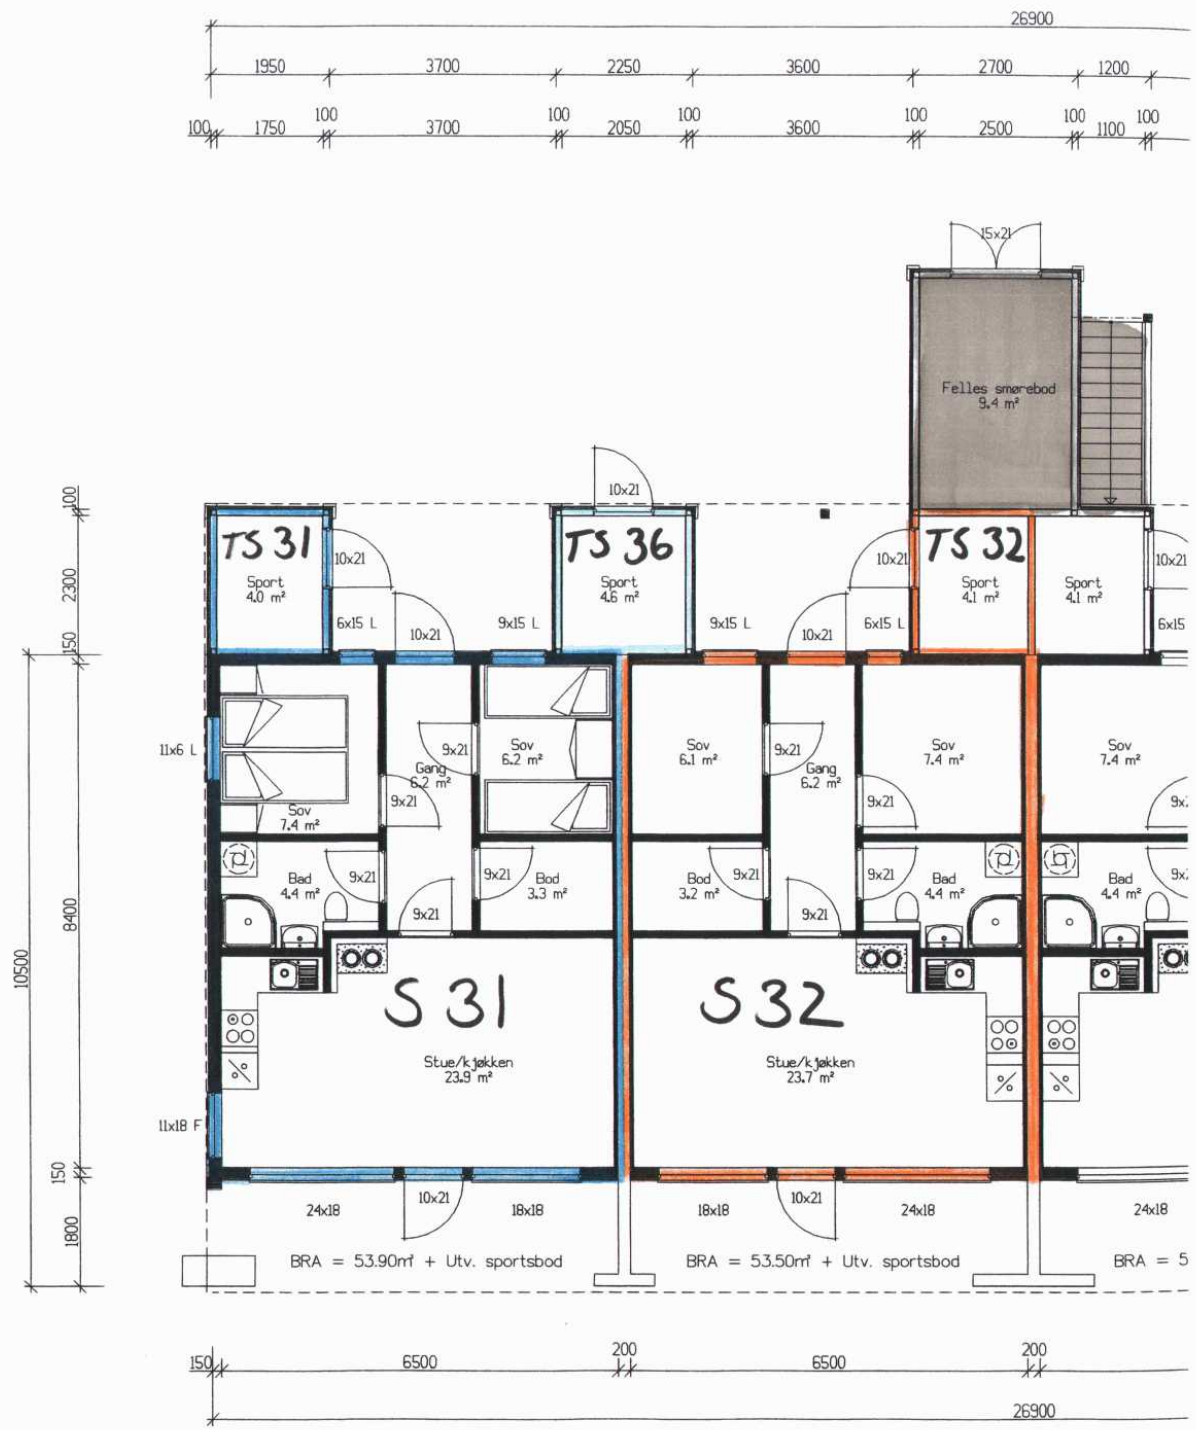 26900
1950 3700 2250 3600 2700 1200
100 100 100 100 100 100 100
1750 3700 2050 3600 2500 1100
15x21
Felles smørebod
9.4 m²
10x21
100
2300
150
TS 31
Sport
4.0 m²
10x21
TS 36
Sport
4.6 m²
10x21
TS 32
Sport
4.1 m²
Sport
4.1 m²
10x21
6x15 L
10x21
9x15 L
9x15 L
10x21
6x15 L
6x15
11x6 L
Sov
7.4 m²
Gang
6.2 m²
9x21
9x21
Sov
6.2 m²
Sov
6.1 m²
9x21
Gang
6.2 m²
9x21
Sov
7.4 m²
Sov
7.4 m²
Bad
4.4 m²
9x21
9x21
9x21
Bod
3.3 m²
Bod
3.2 m²
9x21
9x21
9x21
Bad
4.4 m²
Bad
4.4 m²
8400
10500
S 31
Stue/kjøkken
23.9 m²
S 32
Stue/kjøkken
23.7 m²
11x18 F
150
1800
24x18
10x21
18x18
18x18
10x21
24x18
24x18
BRA = 53.90m² + Utv. sportsbod
BRA = 53.50m² + Utv. sportsbod
BRA = 5
150 6500 200 6500 200
26900